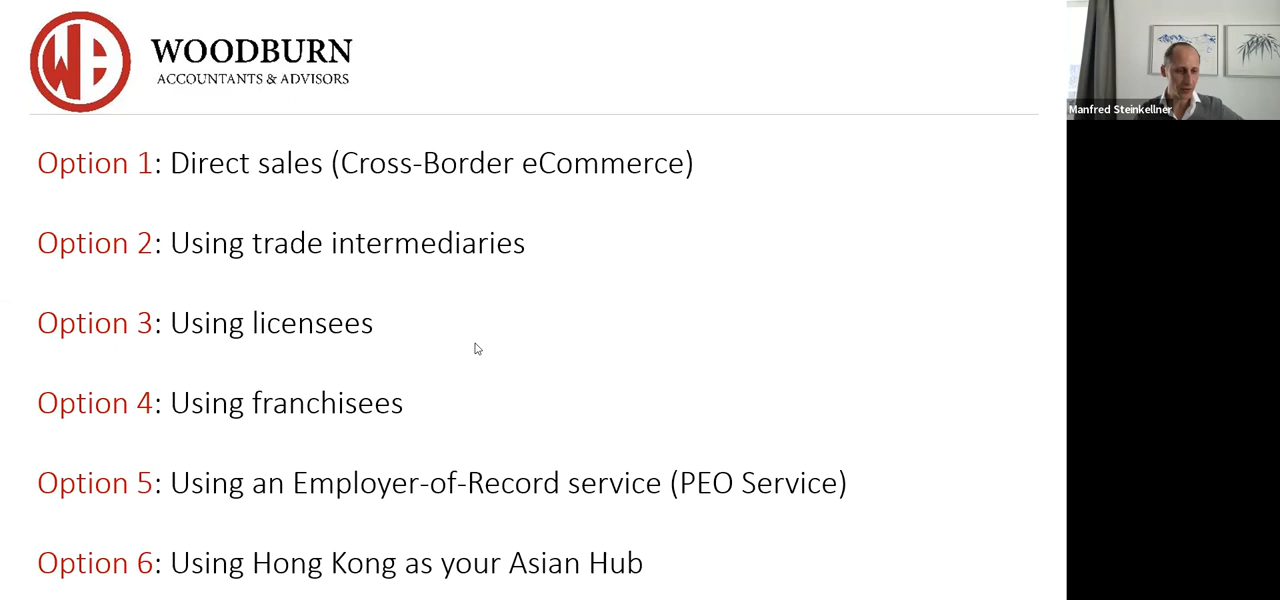 WOODBURN
ACCOUNTANTS & ADVISORS
Manfred Steinkellner
Option 1: Direct sales (Cross-Border eCommerce)
Option 2: Using trade intermediaries
Option 3: Using licensees
Option 4: Using franchisees
Option 5: Using an Employer-of-Record service (PEO Service)
Option 6: Using Hong Kong as your Asian Hub